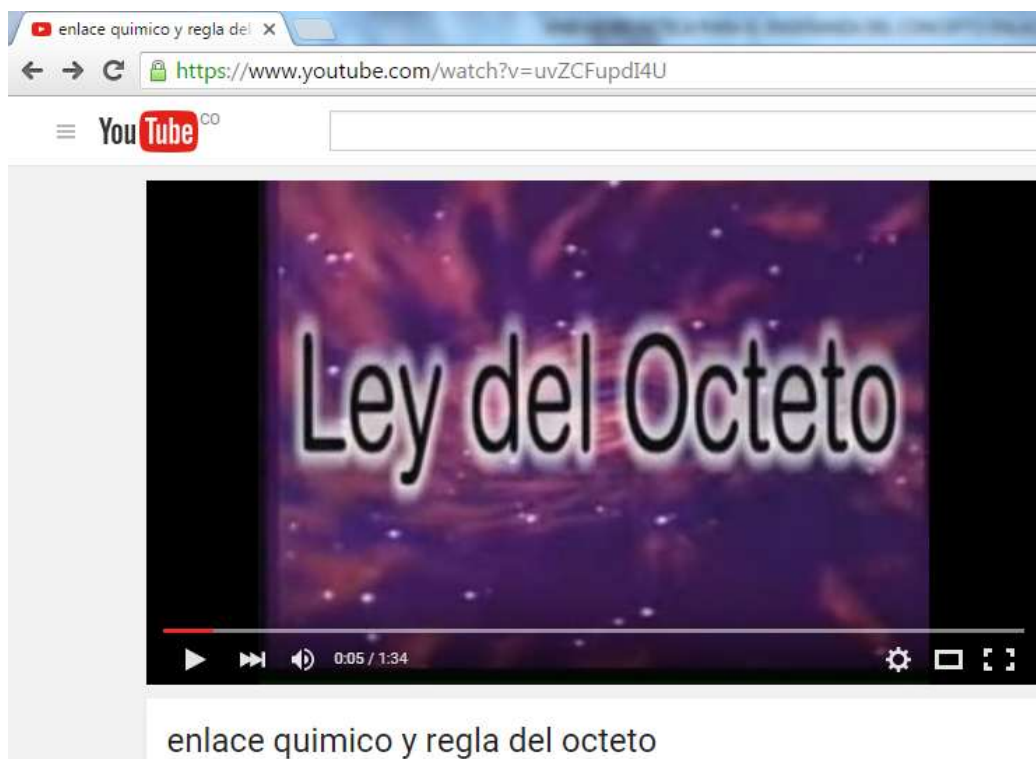 enlace quimico y regla del
https://www.youtube.com/watch?v=uvZCFupdI4U
YouTube CO
Ley del Octeto
0:05 / 1:34
enlace quimico y regla del octeto